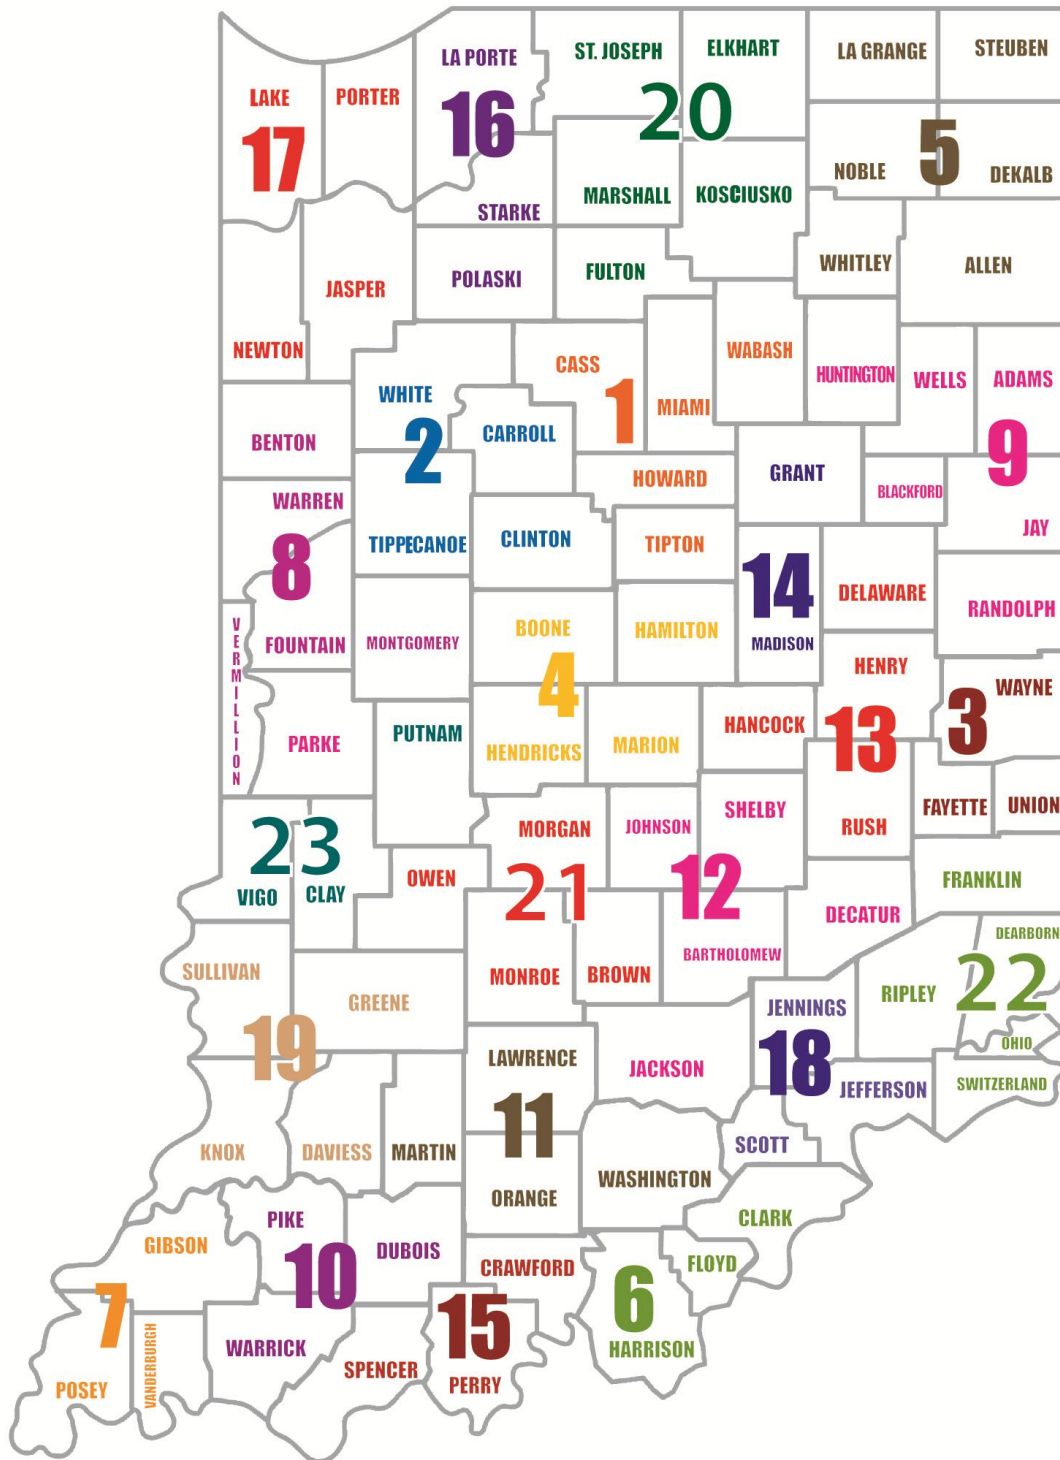 ST. JOSEPH
ELKHART
LA GRANGE
STEUBEN
LA PORTE
LAKE
PORTER
16
20
17
5
NOBLE
DEKALB
MARSHALL
KOSCIUSKO
STARKE
WHITLEY
ALLEN
FULTON
POLASKI
JASPER
NEWTON
WABASH
CASS
HUNTINGTON
WELLS
ADAMS
WHITE
1
MIAMI
BENTON
CARROLL
2
9
HOWARD
GRANT
BLACKFORD
WARREN
JAY
TIPPECANOE
CLINTON
TIPTON
8
14
DELAWARE
RANDOLPH
BOONE
HAMILTON
MADISON
FOUNTAIN
MONTGOMERY
VERMILLION
HENRY
WAYNE
4
3
13
HANCOCK
PUTNAM
PARKE
HENDRICKS
MARION
FAYETTE
UNION
SHELBY
MORGAN
JOHNSON
RUSH
23
OWEN
FRANKLIN
VIGO
CLAY
21
12
DECATUR
DEARBORN
BARTHOLOMEW
SULLIVAN
MONROE
BROWN
22
RIPLEY
GREENE
JENNINGS
19
OHIO
LAWRENCE
JACKSON
18
JEFFERSON
SWITZERLAND
11
KNOX
DAVIESS
MARTIN
SCOTT
WASHINGTON
ORANGE
PIKE
CLARK
GIBSON
DUBOIS
10
CRAWFORD
FLOYD
6
7
15
WARRICK
HARRISON
VANDERBURGH
SPENCER
PERRY
POSEY